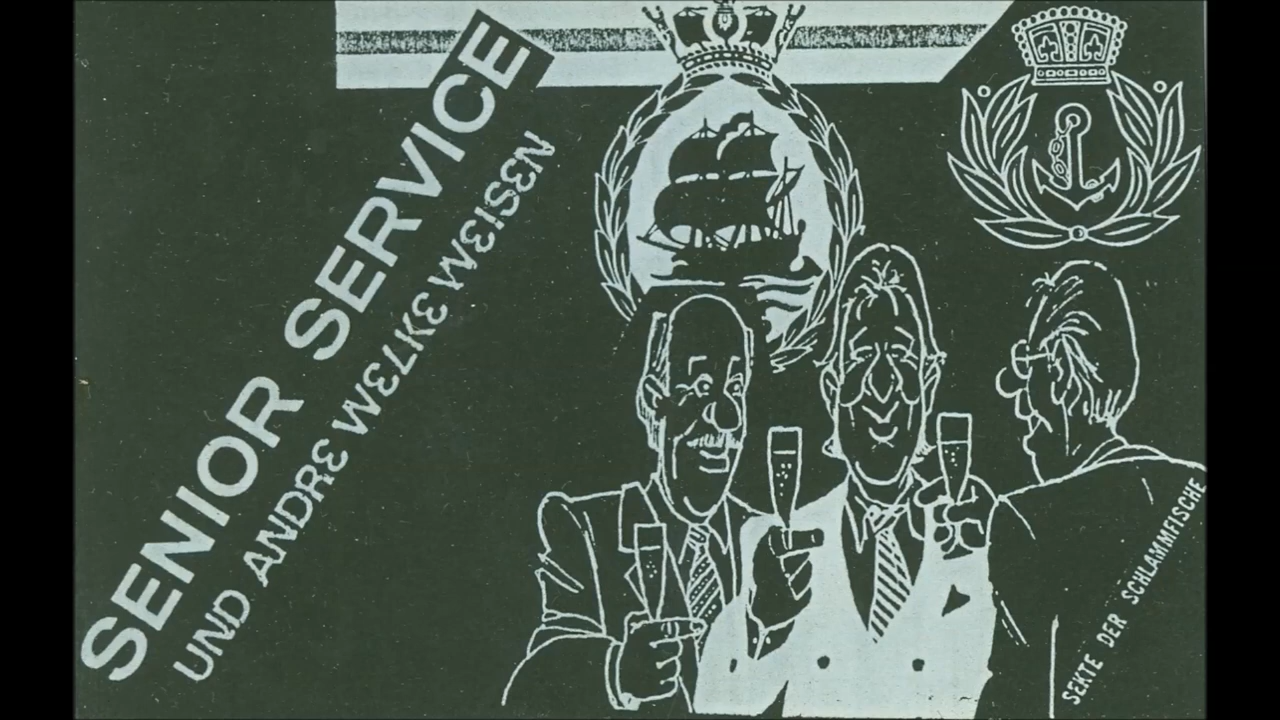 SENIOR SERVICE
UND ANDRE WELKE WEISEN
SEKTE DER SCHLAMMFISCHE